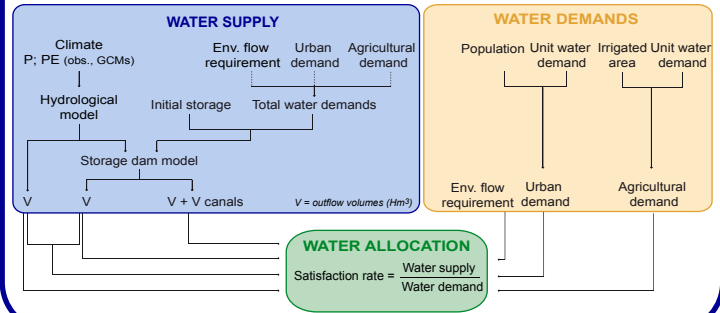 WATER SUPPLY
Climate
P; PE (obs., GCMs)
Hydrological
model
Env. flow
requirement
Urban
demand
Agricultural
demand
Initial storage
Total water demands
Storage dam model
V
V
V + V canals
V = outflow volumes (Hm³)
WATER DEMANDS
Population
Unit water
demand
Irrigated
area
Unit water
demand
Env. flow
requirement
Urban
demand
Agricultural
demand
WATER ALLOCATION
Satisfaction rate = Water supply
Water demand